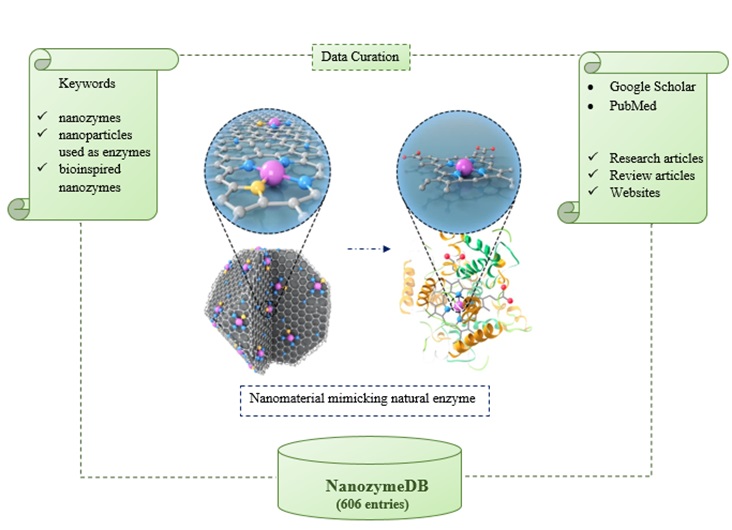 Data Curation
Keywords
✓ nanozymes
✓ nanoparticles
used as enzymes
✓ bioinspired
nanozymes
• Google Scholar
• PubMed
✓ Research articles
✓ Review articles
✓ Websites
Nanomaterial mimicking natural enzyme
NanozymeDB
(606 entries)